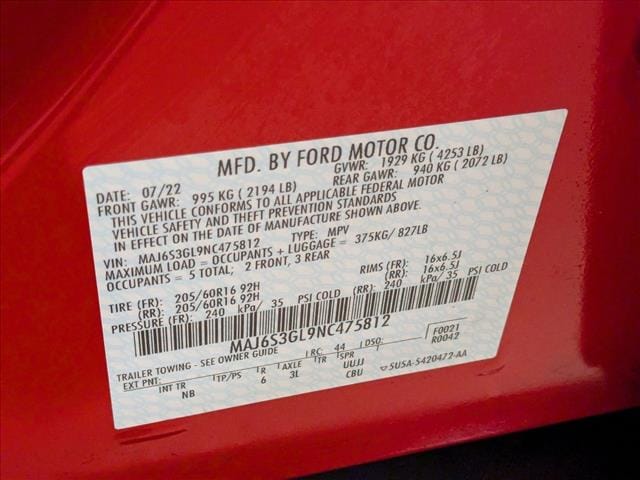 MFD. BY FORD MOTOR CO.
DATE: 07/22 GVWR: 1929 KG ( 4253 LB)
FRONT GAWR: 995 KG ( 2194 LB) REAR GAWR: 940 KG ( 2072 LB)
THIS VEHICLE CONFORMS TO ALL APPLICABLE FEDERAL MOTOR
VEHICLE SAFETY AND THEFT PREVENTION STANDARDS
IN EFFECT ON THE DATE OF MANUFACTURE SHOWN ABOVE.
VIN: MAJ6S3GL9NC475812 TYPE: MPV
MAXIMUM LOAD = OCCUPANTS + LUGGAGE = 375KG/ 827LB
OCCUPANTS = 5 TOTAL; 2 FRONT, 3 REAR
TIRE (FR): 205/60R16 92H RIMS (FR): 16x6.5J
(RR): 205/60R16 92H (RR): 16x6.5J
PRESSURE (FR): 240 kPa/ 35 PSI COLD (RR): 240 kPa/ 35 PSI COLD
MAJ6S3GL9NC475812
TRAILER TOWING - SEE OWNER GUIDE RC: 44 DSO: F0021
R0042
EXT PNT: INT TR TP/PS R AXLE TR SPR
NB 6 3L UUJJ 5U5A-5420472-AA
CBU